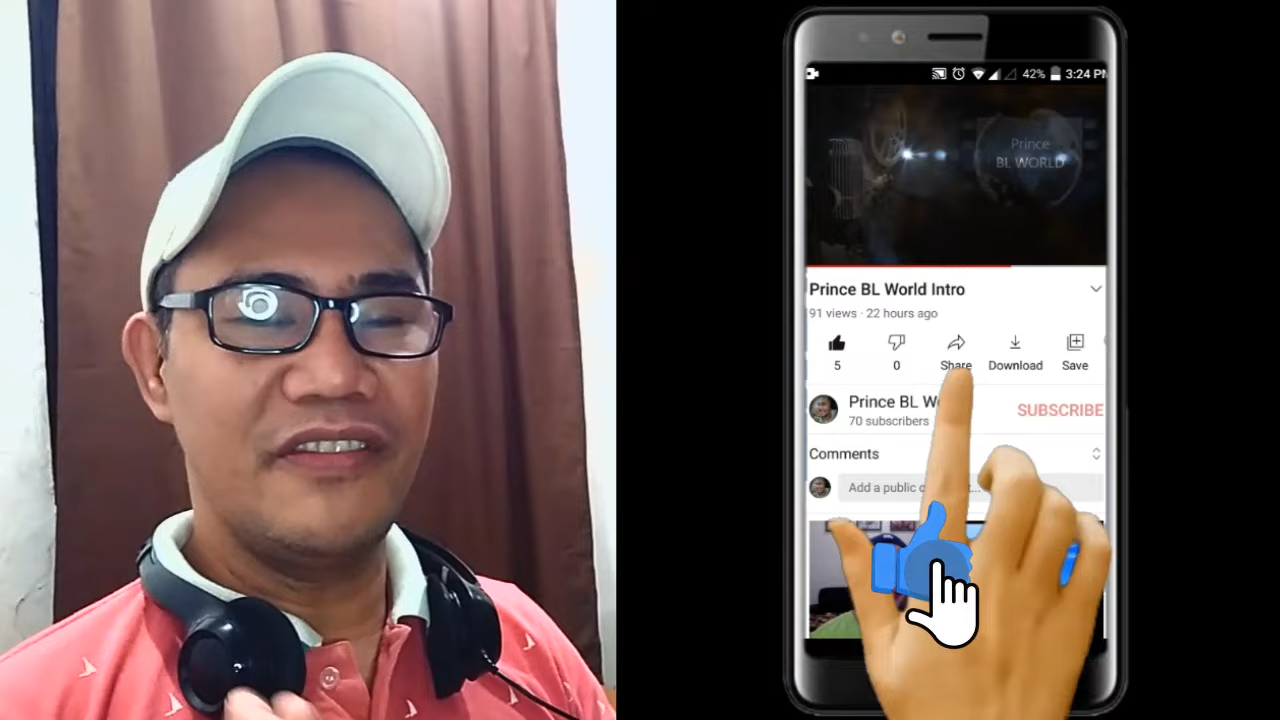 42% 3:24 PM
Prince
BL WORLD
Prince BL World Intro
91 views · 22 hours ago
5 0 Share Download Save
Prince BL W
SUBSCRIBE
70 subscribers
Comments
Add a public c t...